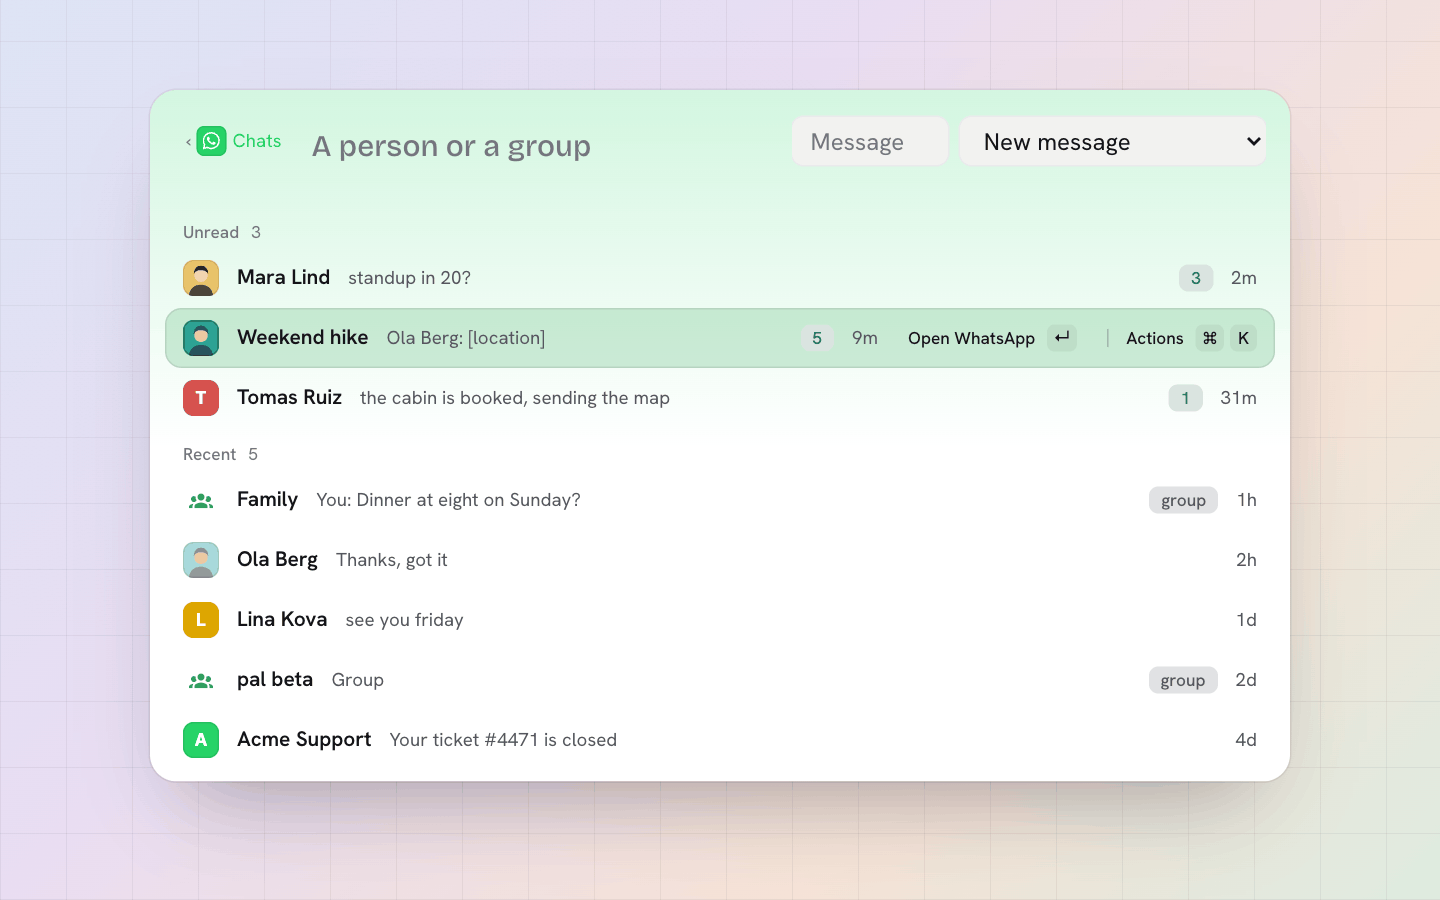 ‹ Chats A person or a group Message New message
Unread 3
Mara Lind standup in 20? 3 2m
Weekend hike Ola Berg: [location] 5 9m Open WhatsApp ↵ Actions ⌘ K
T Tomas Ruiz the cabin is booked, sending the map 1 31m
Recent 5
Family You: Dinner at eight on Sunday? group 1h
Ola Berg Thanks, got it 2h
L Lina Kova see you friday 1d
pal beta Group group 2d
A Acme Support Your ticket #4471 is closed 4d